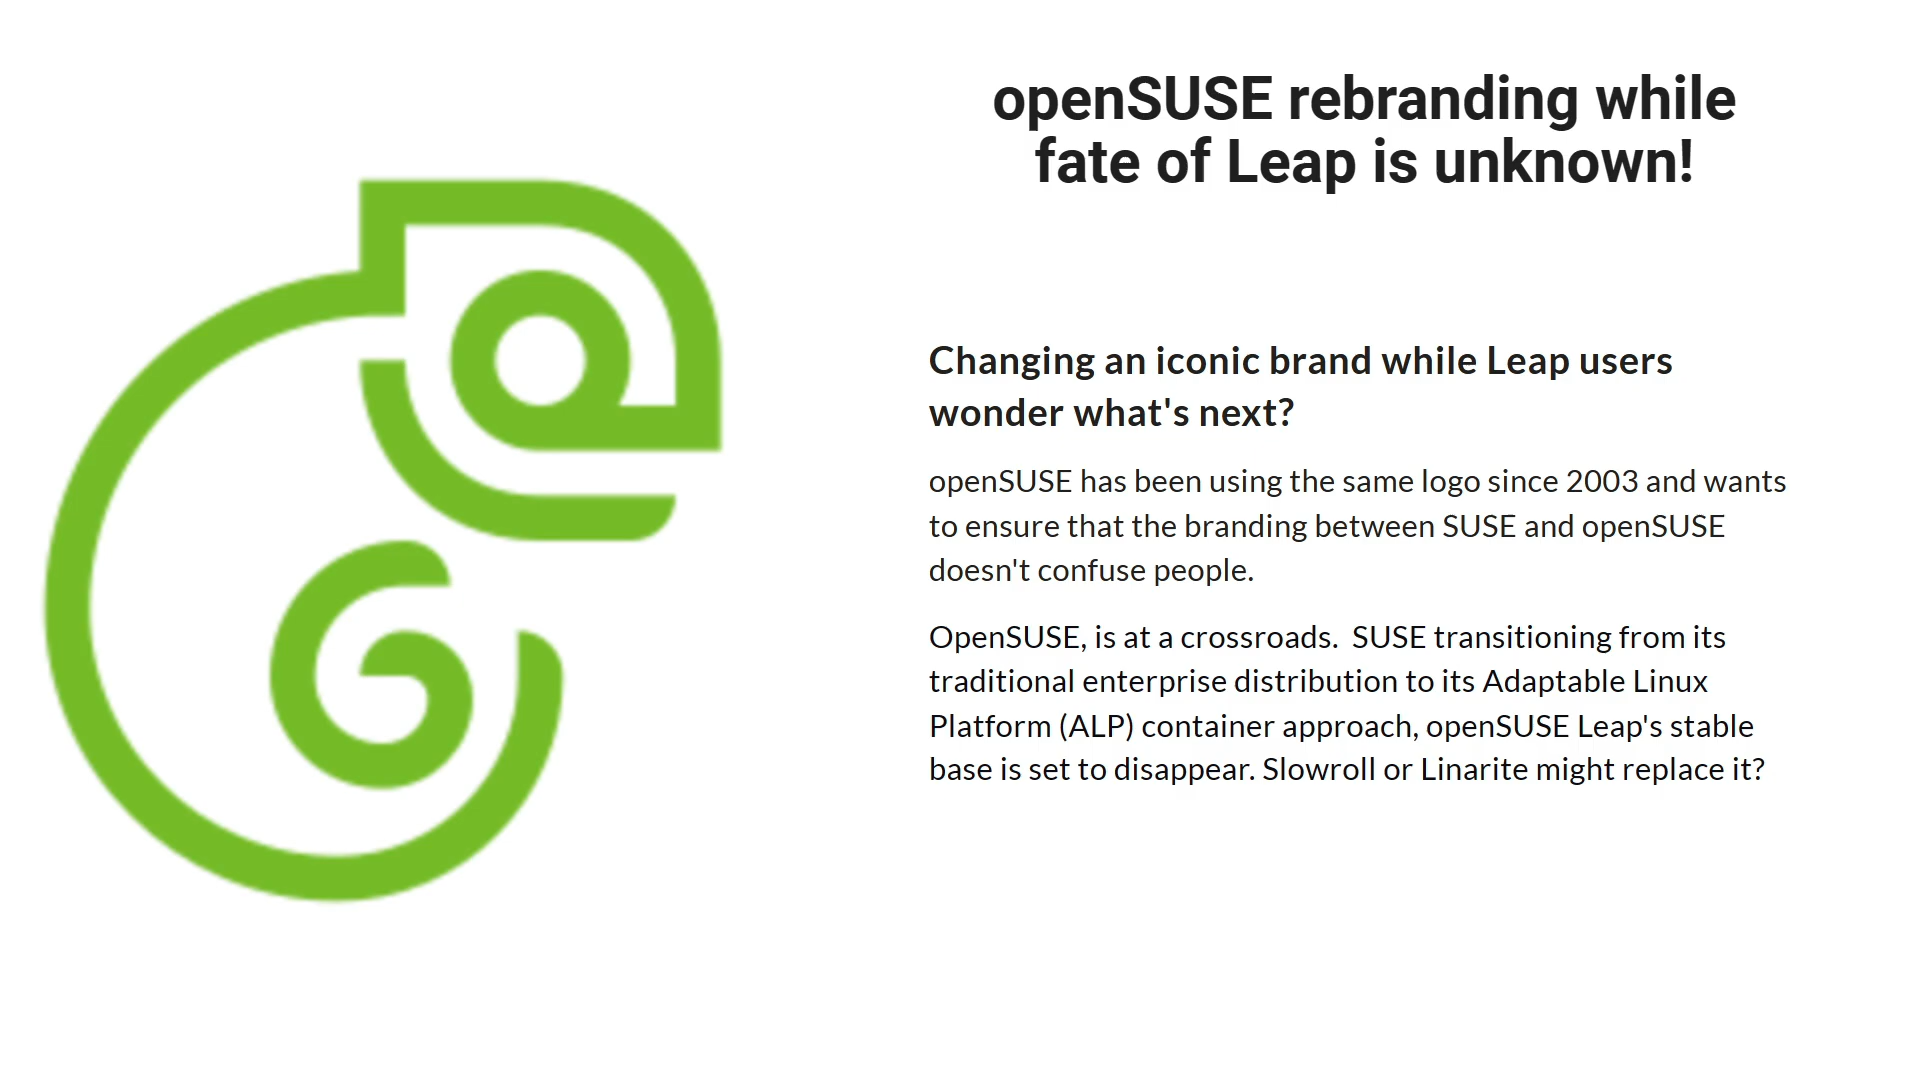 openSUSE rebranding while
fate of Leap is unknown!
Changing an iconic brand while Leap users
wonder what's next?
openSUSE has been using the same logo since 2003 and wants
to ensure that the branding between SUSE and openSUSE
doesn't confuse people.
OpenSUSE, is at a crossroads.  SUSE transitioning from its
traditional enterprise distribution to its Adaptable Linux
Platform (ALP) container approach, openSUSE Leap's stable
base is set to disappear. Slowroll or Linarite might replace it?